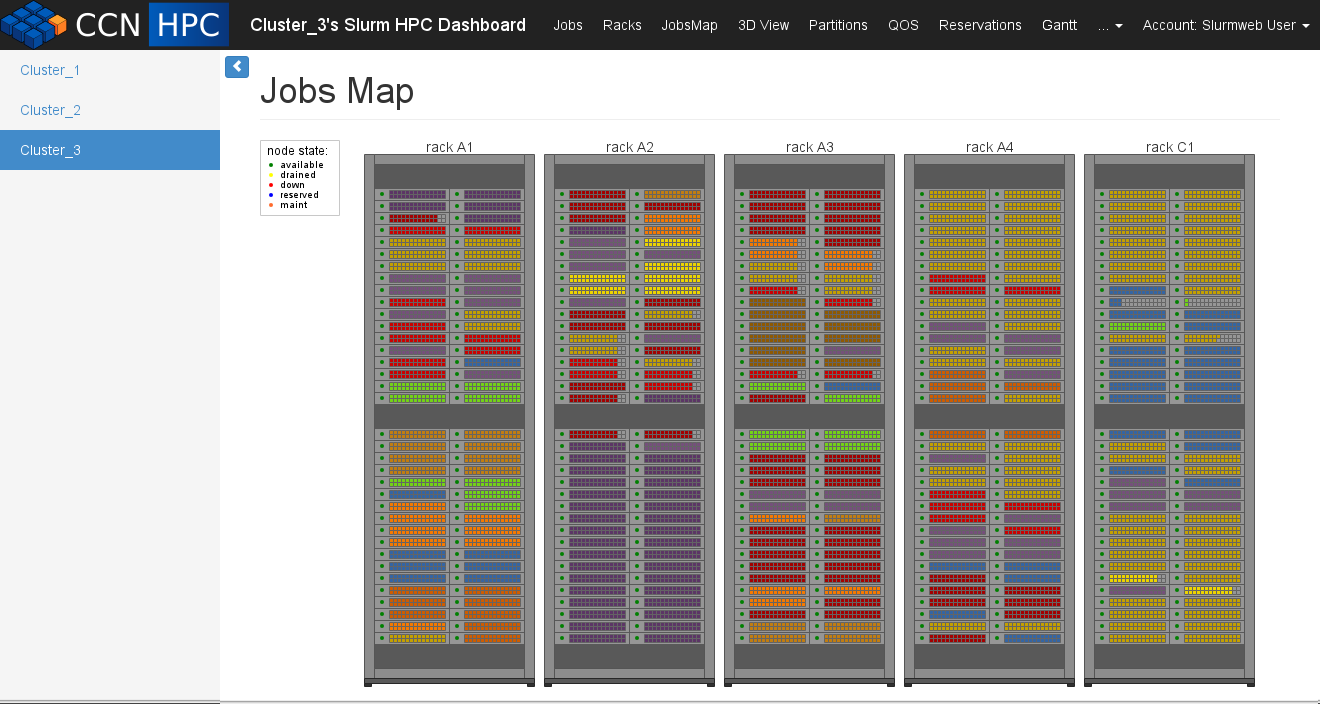 CCN HPC Cluster_3's Slurm HPC Dashboard Jobs Racks JobsMap 3D View Partitions QOS Reservations Gantt ... Account: Slurmweb User
Cluster_1
Cluster_2
Cluster_3
Jobs Map
node state:
available
drained
down
reserved
maint
rack A1 rack A2 rack A3 rack A4 rack C1